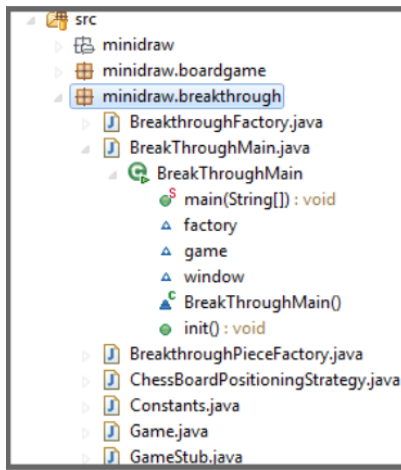 src
minidraw
minidraw.boardgame
minidraw.breakthrough
BreakthroughFactory.java
BreakThroughMain.java
BreakThroughMain
S main(String[]) : void
factory
game
window
C BreakThroughMain()
init() : void
BreakthroughPieceFactory.java
ChessBoardPositioningStrategy.java
Constants.java
Game.java
GameStub.java